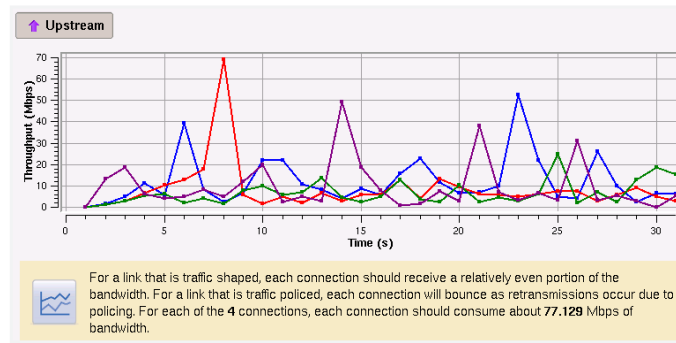 Upstream
70
60
50
40
30
20
10
0
Throughput (Mbps)
0 5 10 15 20 25 30
Time (s)
For a link that is traffic shaped, each connection should receive a relatively even portion of the
bandwidth. For a link that is traffic policed, each connection will bounce as retransmissions occur due to
policing. For each of the 4 connections, each connection should consume about 77.129 Mbps of
bandwidth.